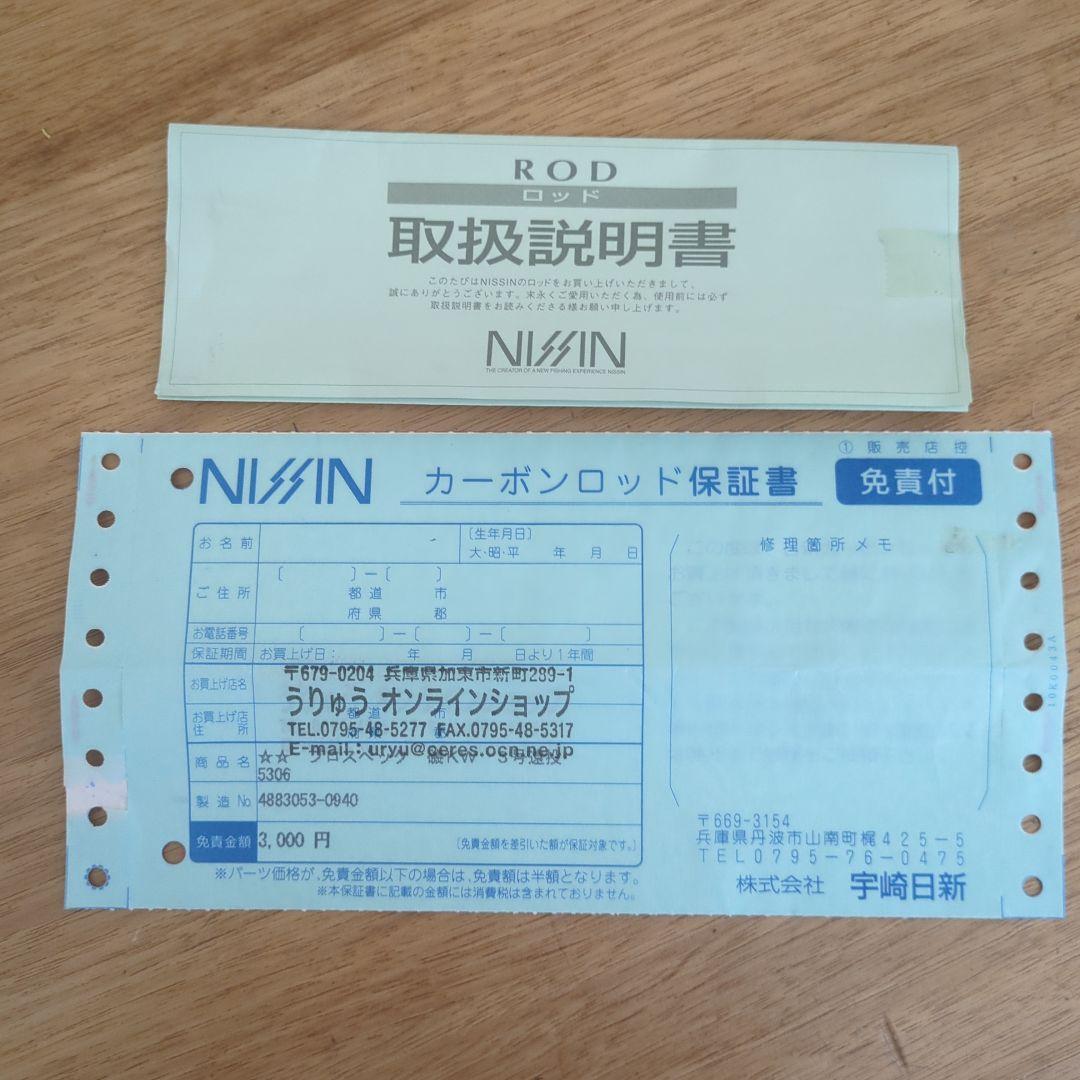 ROD
ロッド
取扱説明書
このたびはNISSINのロッドをお買い上げいただきまして、
誠にありがとうございます。末永くご愛用いただく為、使用前には必ず
取扱説明書をお読みくださる様お願い申し上げます。
NISSIN
THE CREATOR OF A NEW FISHING EXPERIENCE NISSIN
① 販売店控
NISSIN カーボンロッド保証書 免責付
お名前 〔生年月日〕
大・昭・平 年 月 日
修理箇所メモ
ご住所 〔 〕ー〔 〕
都道 市
府県 郡
お電話番号 〔 〕ー〔 〕ー〔 〕
保証期間 お買上げ日: 年 月 日より1年間
〒679-0204 兵庫県加東市新町289-1
お買上げ店名 うりゅう オンラインショップ
お買上げ店 都道 市
住所
TEL.0795-48-5277 FAX.0795-48-5317
E-mail:uryu@ceres.ocn.ne.jp
商品名 ☆☆ プロスペック 磯KW 3号遠投
5306
製造No. 4883053-0940
免責金額 3,000 円 (免責金額を差引いた額が保証対象です。)
※パーツ価格が、免責金額以下の場合は、免責額は半額となります。
※本保証書に記載の金額には消費税は含まれておりません。
〒669-3154
兵庫県丹波市山南町梶425-5
TEL0795-76-0475
株式会社 宇崎日新
10K0043A